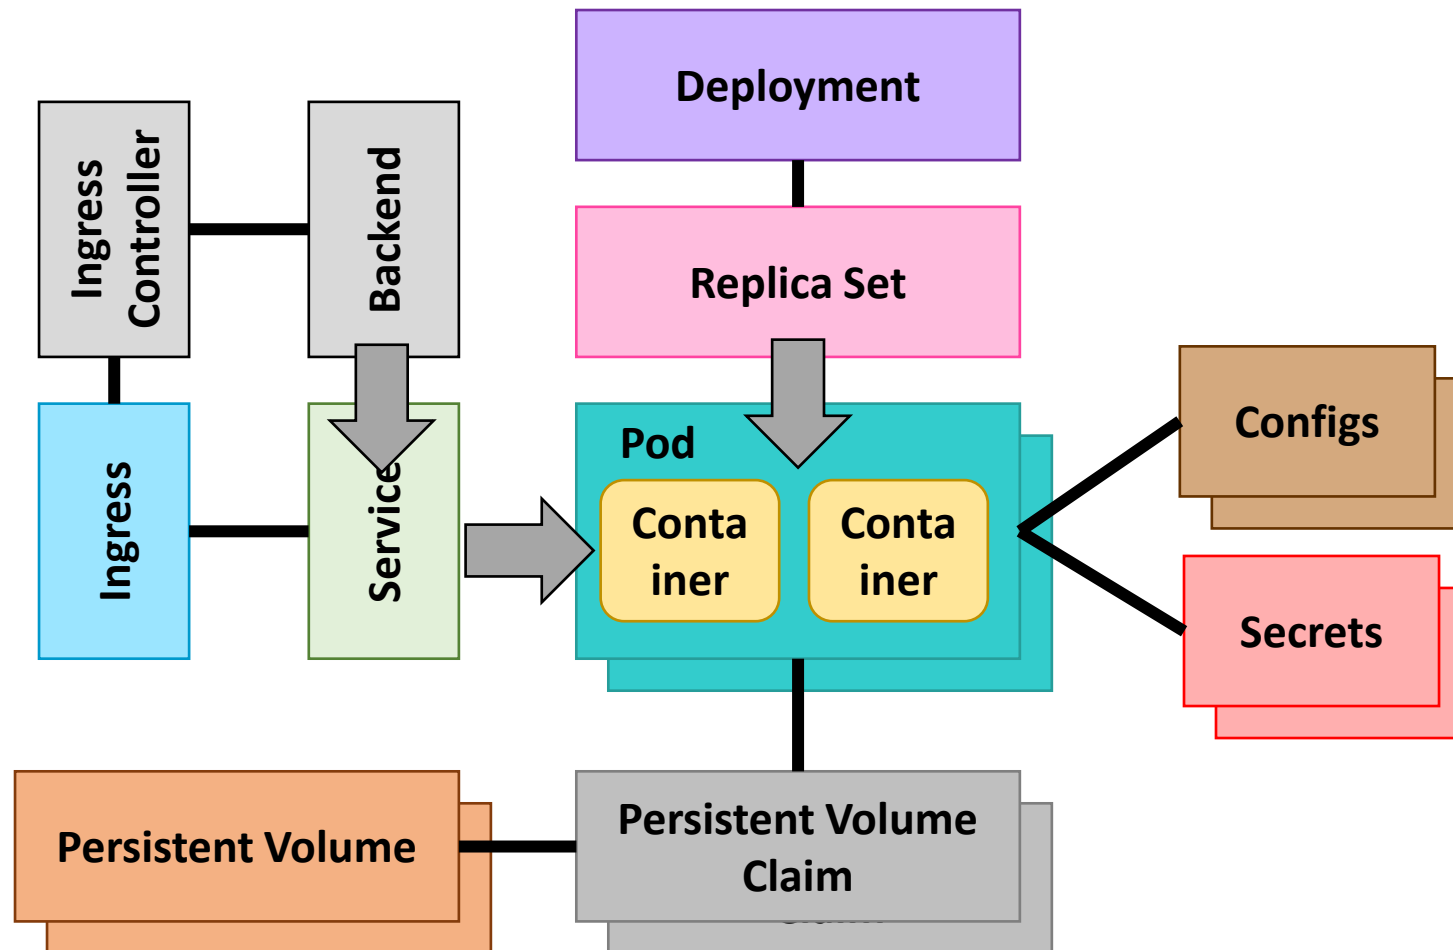 Deployment
Ingress
Controller
Backend
Replica Set
Configs
Pod
Ingress
Service
Conta
iner
Conta
iner
Secrets
Persistent Volume
Persistent Volume
Claim